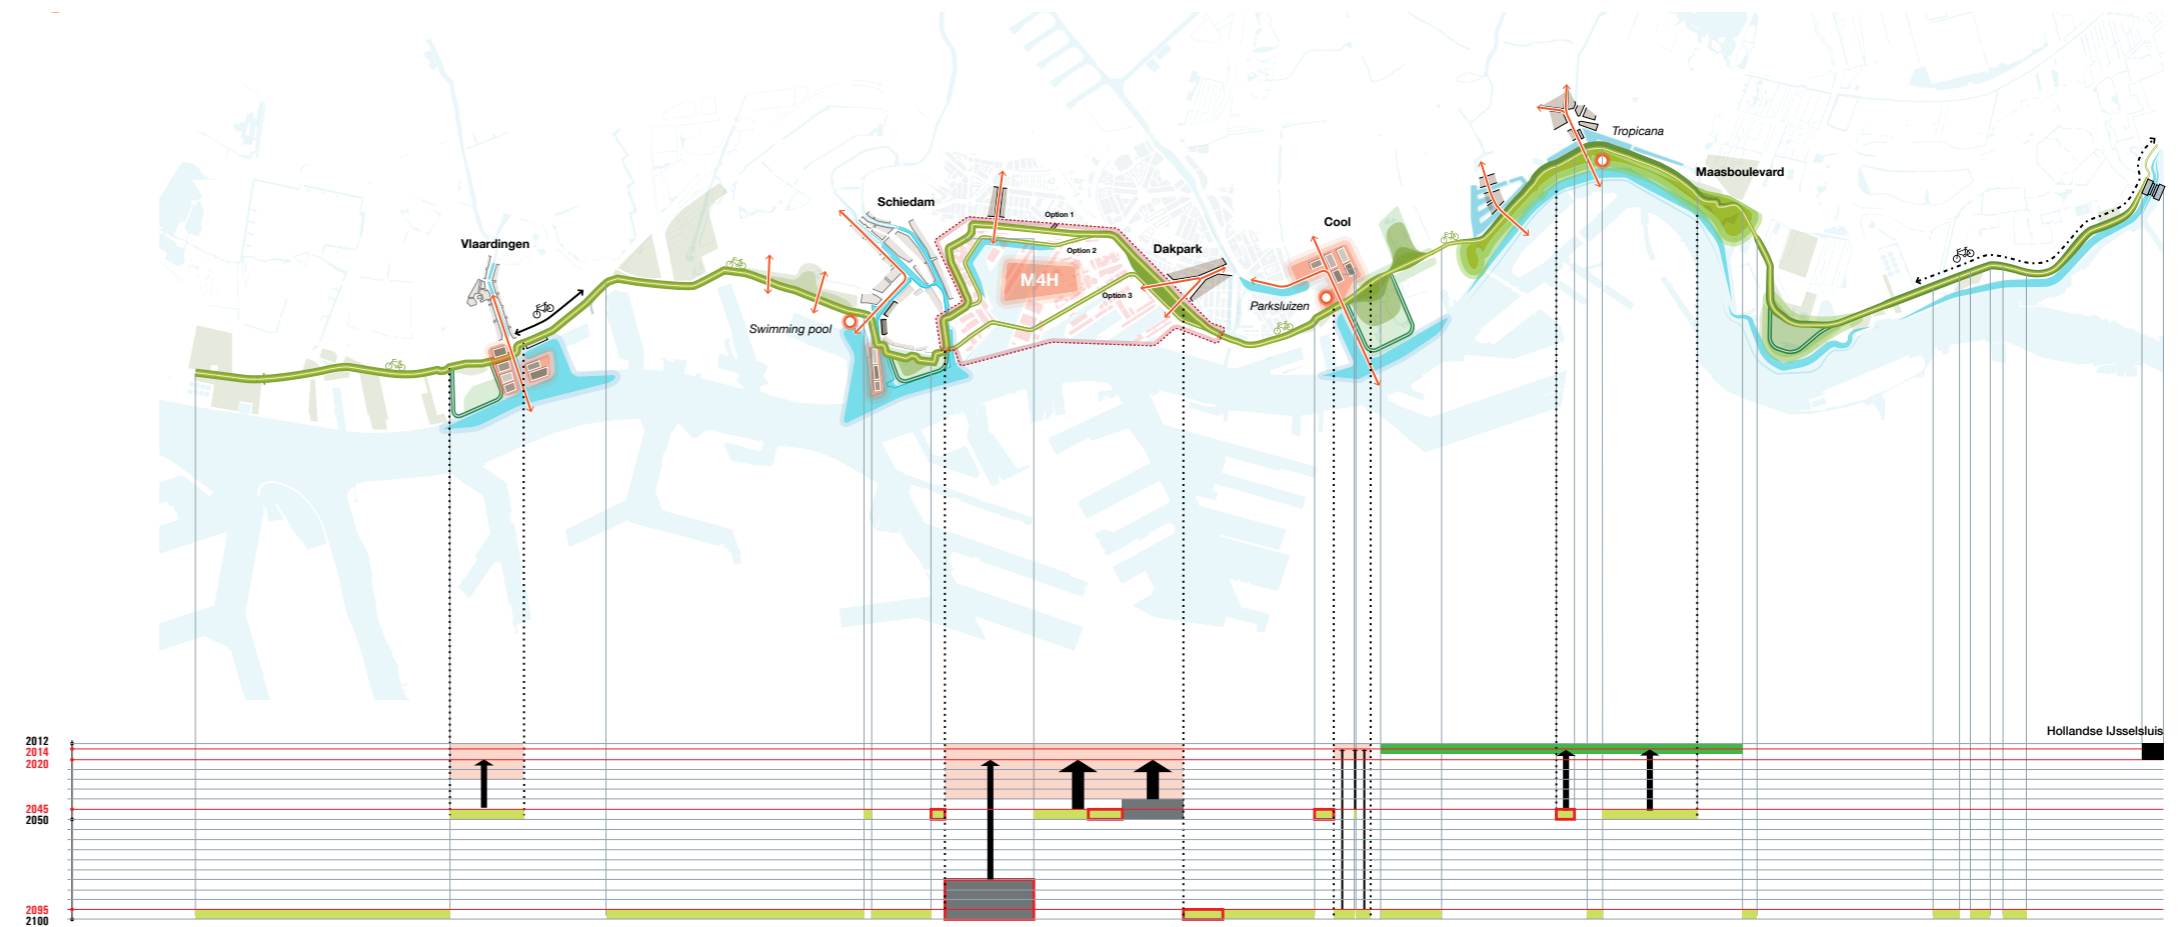 Tropicana
Maasboulevard
Schiedam
Option 1
Cool
Vlaardingen
Option 2
Dakpark
M4H
Option 3
Parksluizen
Swimming pool
Hollandse IJsselsluis
2012
2014
2020
2045
2050
2095
2100